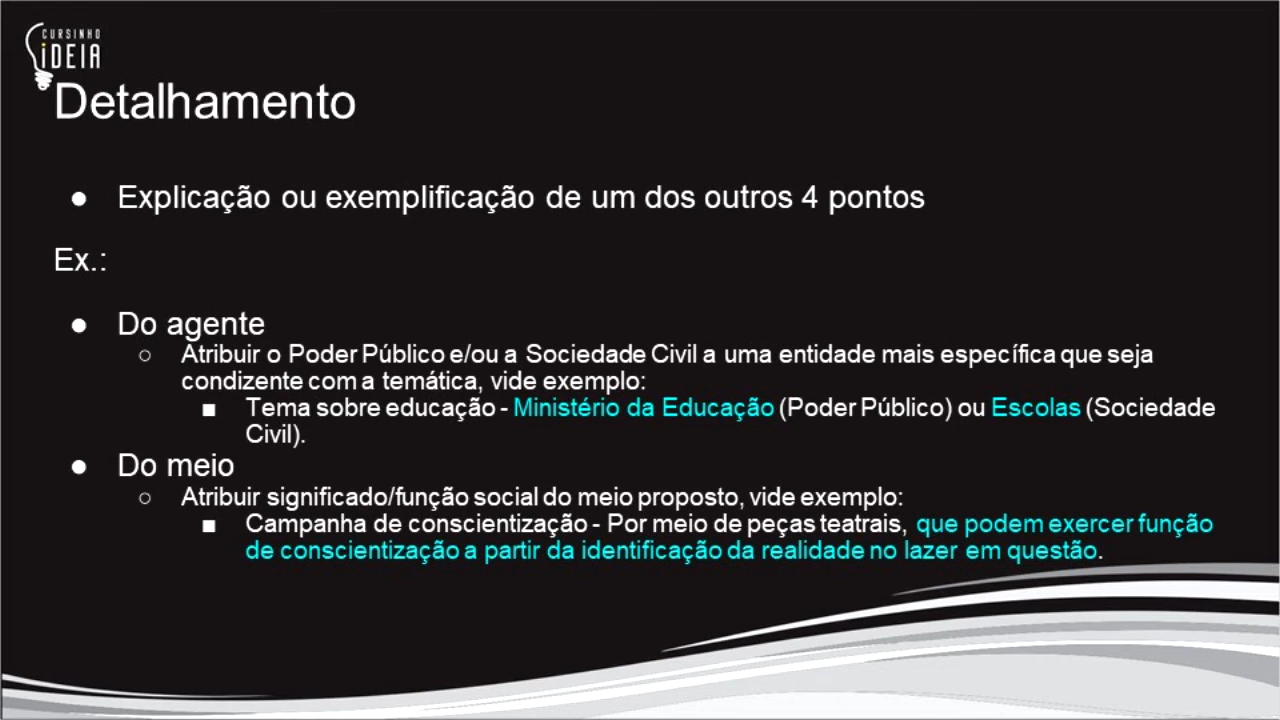 CURSINHO
iDEIA
Detalhamento
● Explicação ou exemplificação de um dos outros 4 pontos
Ex.:
● Do agente
○ Atribuir o Poder Público e/ou a Sociedade Civil a uma entidade mais específica que seja
condizente com a temática, vide exemplo:
■ Tema sobre educação - Ministério da Educação (Poder Público) ou Escolas (Sociedade
Civil).
● Do meio
○ Atribuir significado/função social do meio proposto, vide exemplo:
■ Campanha de conscientização - Por meio de peças teatrais, que podem exercer função
de conscientização a partir da identificação da realidade no lazer em questão.